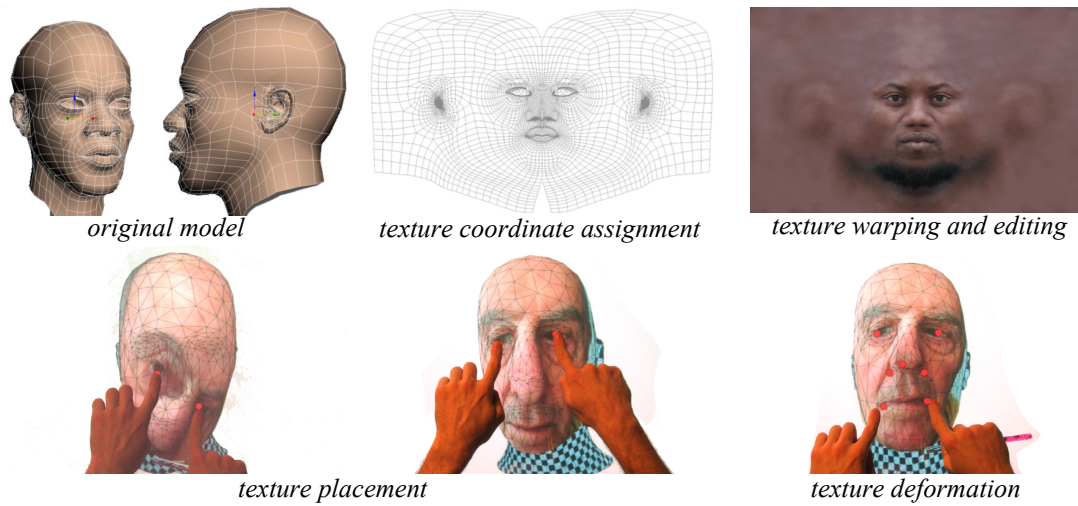 original model
texture coordinate assignment
texture warping and editing
texture placement
texture deformation